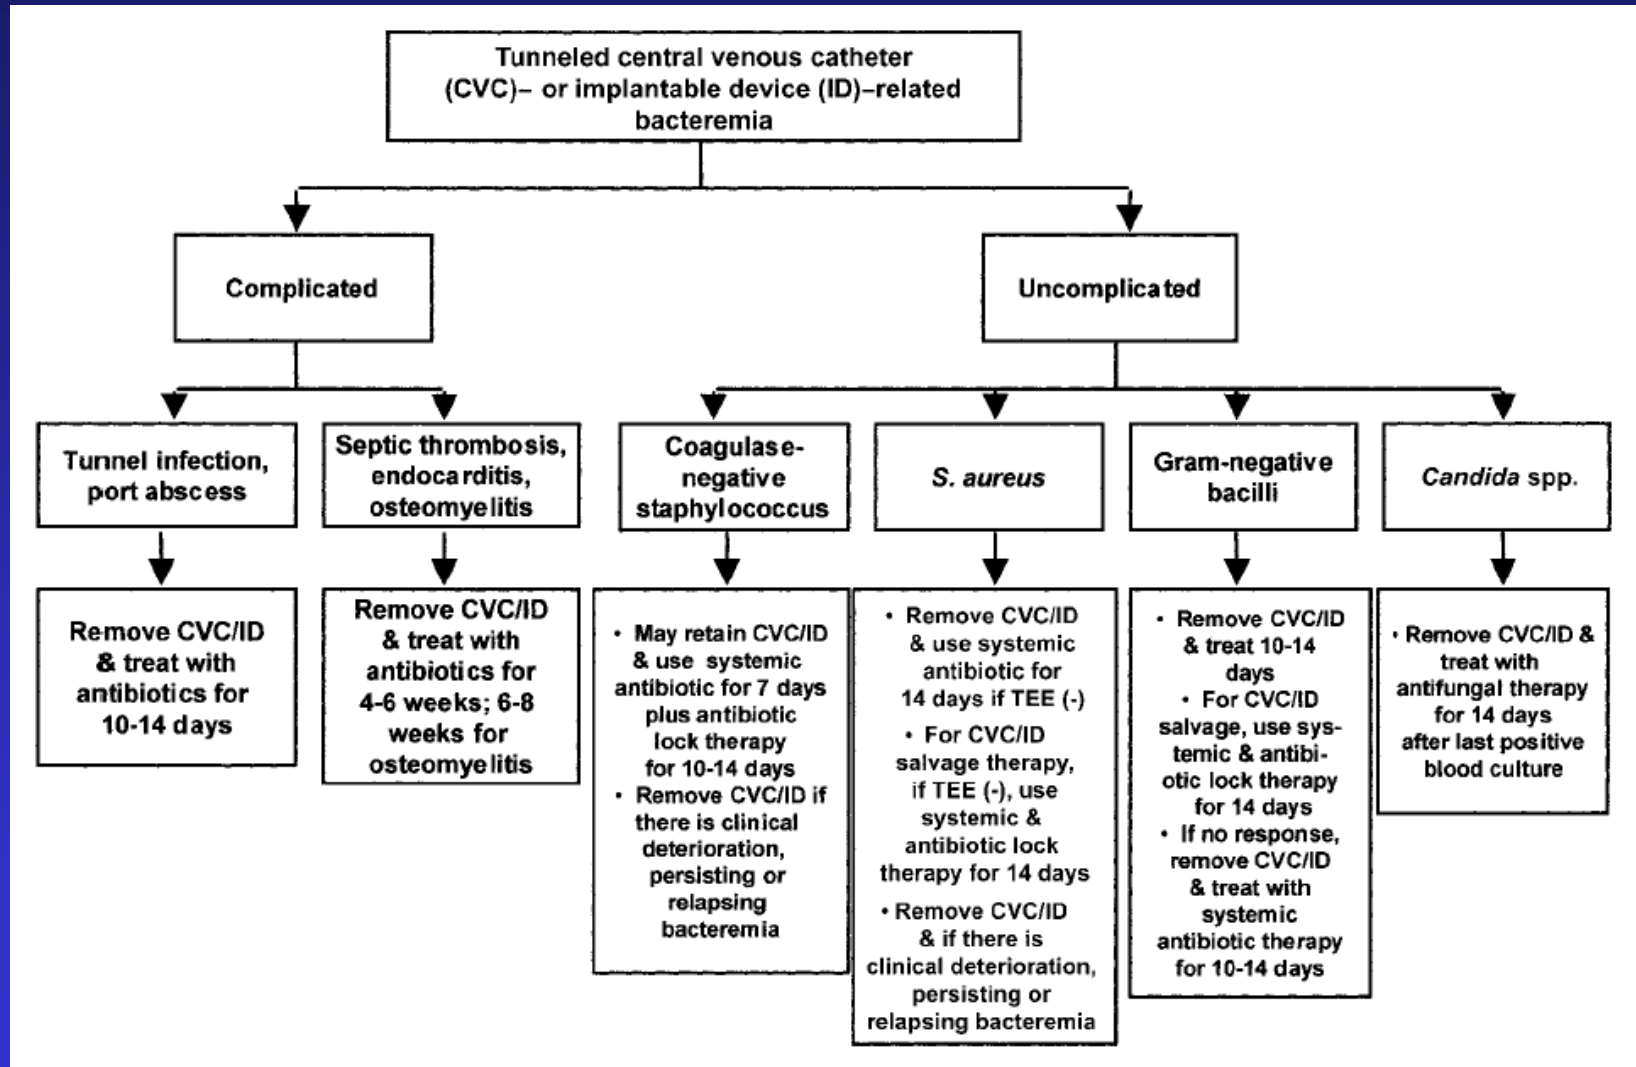 Tunneled central venous catheter
(CVC)– or implantable device (ID)–related
bacteremia
Complicated
Uncomplicated
Tunnel infection,
port abscess
Septic thrombosis,
endocarditis,
osteomyelitis
Coagulase-
negative
staphylococcus
S. aureus
Gram-negative
bacilli
Candida spp.
Remove CVC/ID
& treat with
antibiotics for
10-14 days
Remove CVC/ID
& treat with
antibiotics for
4-6 weeks; 6-8
weeks for
osteomyelitis
• May retain CVC/ID
& use systemic
antibiotic for 7 days
plus antibiotic
lock therapy
for 10-14 days
• Remove CVC/ID if
there is clinical
deterioration,
persisting or
relapsing
bacteremia
• Remove CVC/ID
& use systemic
antibiotic for
14 days if TEE (-)
• For CVC/ID
salvage therapy,
if TEE (-), use
systemic &
antibiotic lock
therapy for 14 days
• Remove CVC/ID
& if there is
clinical deterioration,
persisting or
relapsing bacteremia
• Remove CVC/ID
& treat 10-14
days
• For CVC/ID
salvage, use sys-
temic & antibi-
otic lock therapy
for 14 days
• If no response,
remove CVC/ID
& treat with
systemic
antibiotic therapy
for 10-14 days
• Remove CVC/ID &
treat with
antifungal therapy
for 14 days
after last positive
blood culture